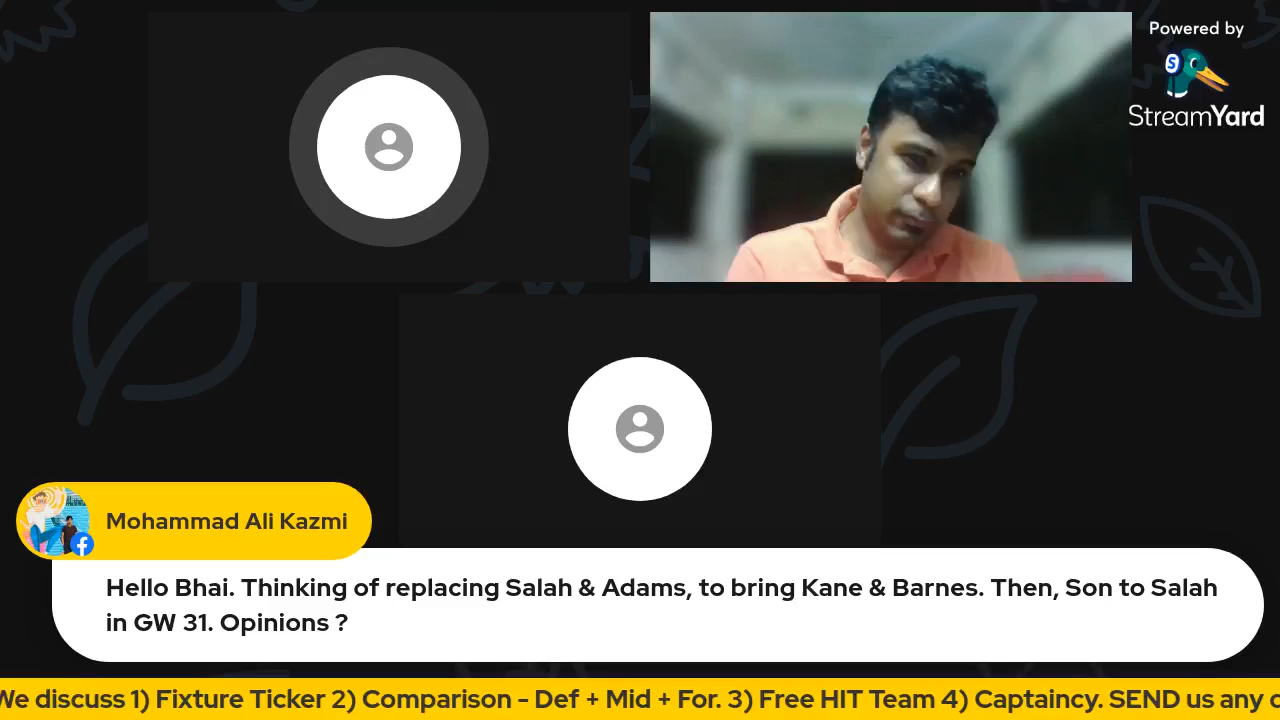 Powered by
StreamYard
Mohammad Ali Kazmi
Hello Bhai. Thinking of replacing Salah & Adams, to bring Kane & Barnes. Then, Son to Salah
in GW 31. Opinions ?
We discuss 1) Fixture Ticker 2) Comparison - Def + Mid + For. 3) Free HIT Team 4) Captaincy. SEND us any